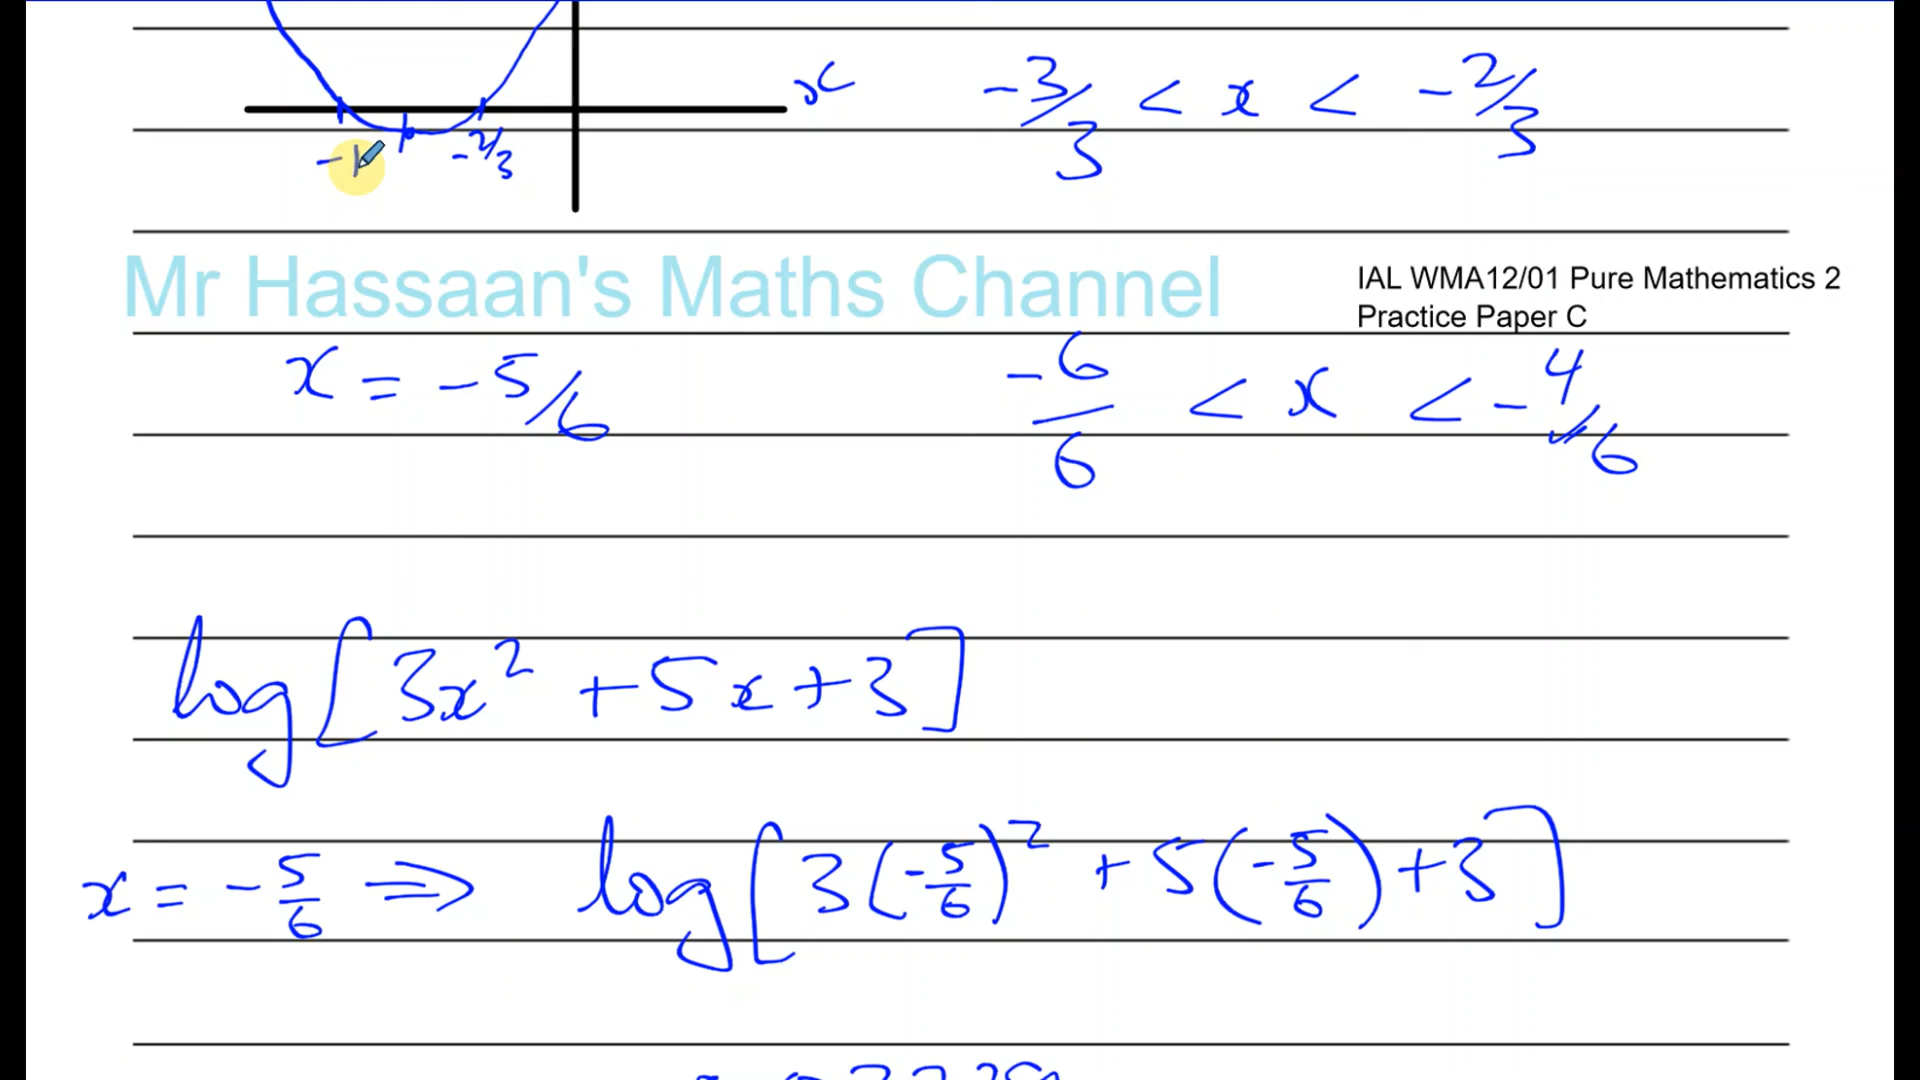 x -3/3 < x < -2/3
-1 -2/3
Mr Hassaan's Maths Channel
IAL WMA12/01 Pure Mathematics 2
Practice Paper C
x = -5/6 -6/6 < x < -4/6
log[3x² + 5x + 3]
x = -5/6 ⇒ log[3(-5/6)² + 5(-5/6) + 3]